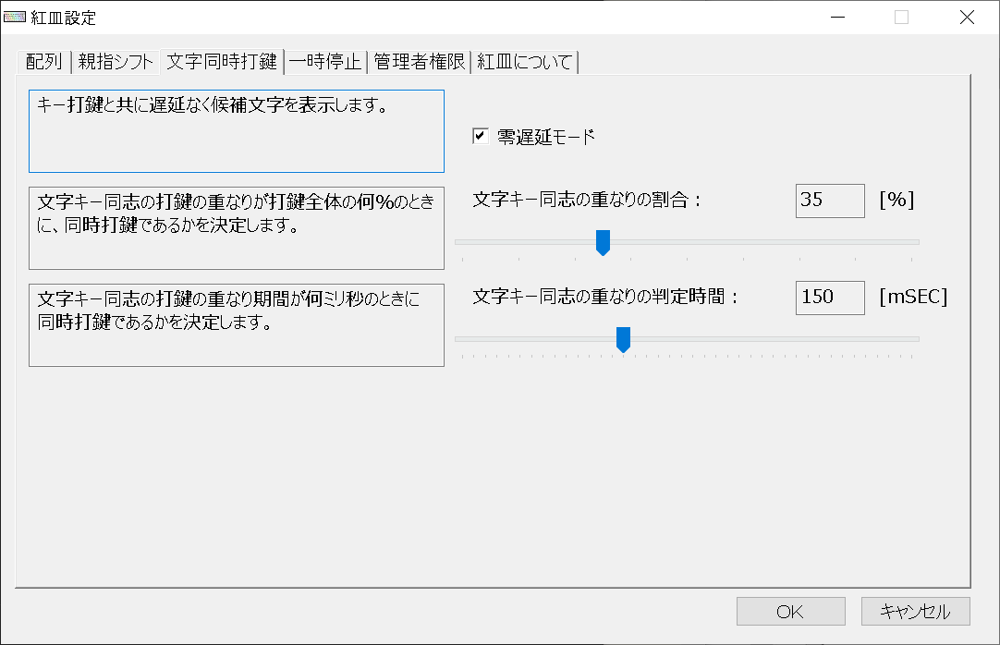 紅皿設定
配列 親指シフト 文字同時打鍵 一時停止 管理者権限 紅皿について
キー打鍵と共に遅延なく候補文字を表示します。
零遅延モード
文字キー同志の打鍵の重なりが打鍵全体の何%のとき
に、同時打鍵であるかを決定します。
文字キー同志の重なりの割合：
35
[%]
文字キー同志の打鍵の重なり期間が何ミリ秒のときに
同時打鍵であるかを決定します。
文字キー同志の重なりの判定時間：
150
[mSEC]
OK
キャンセル